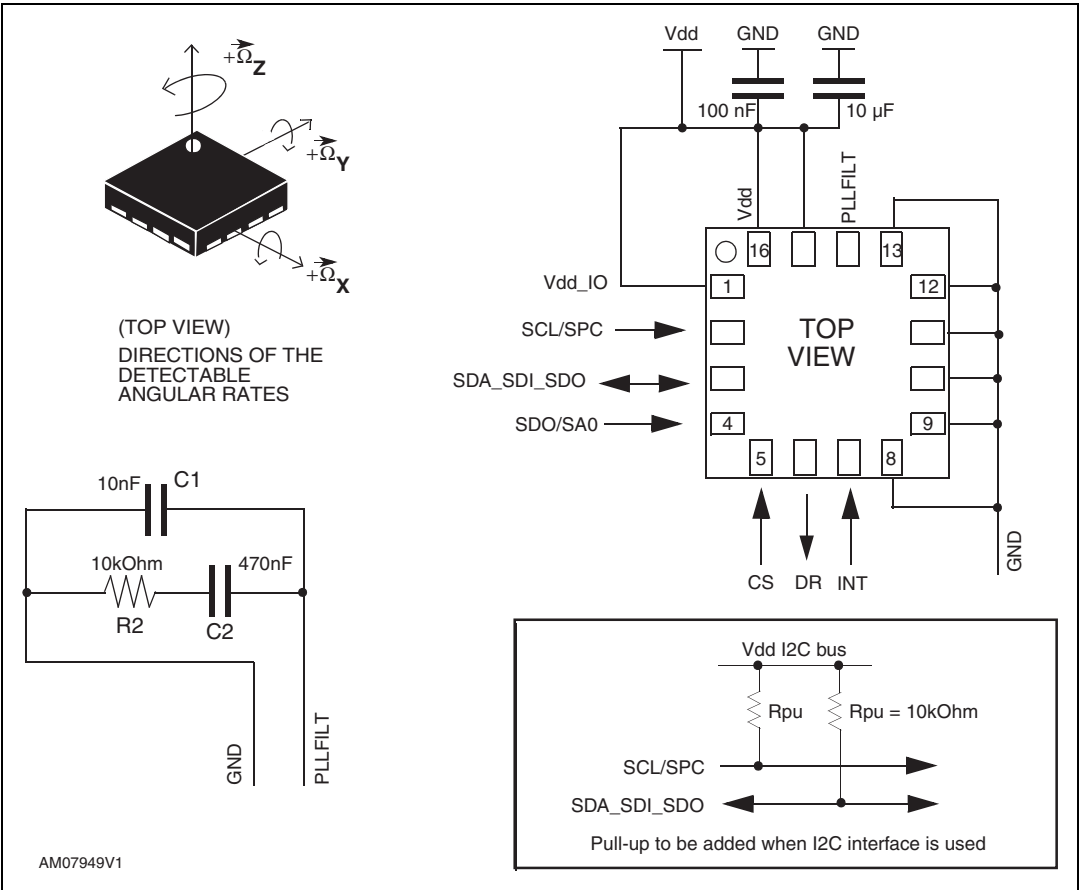 +Ω⃗Z
+Ω⃗Y
+Ω⃗X
(TOP VIEW)
DIRECTIONS OF THE
DETECTABLE
ANGULAR RATES
10nF C1
10kOhm 470nF
R2 C2
GND
PLLFILT
AM07949V1
Vdd GND GND
100 nF 10 µF
Vdd
PLLFILT
16 13
Vdd_IO 1 12
SCL/SPC
TOP
VIEW
SDA_SDI_SDO
SDO/SA0 4 9
5 8
CS DR INT
GND
Vdd I2C bus
Rpu Rpu = 10kOhm
SCL/SPC
SDA_SDI_SDO
Pull-up to be added when I2C interface is used